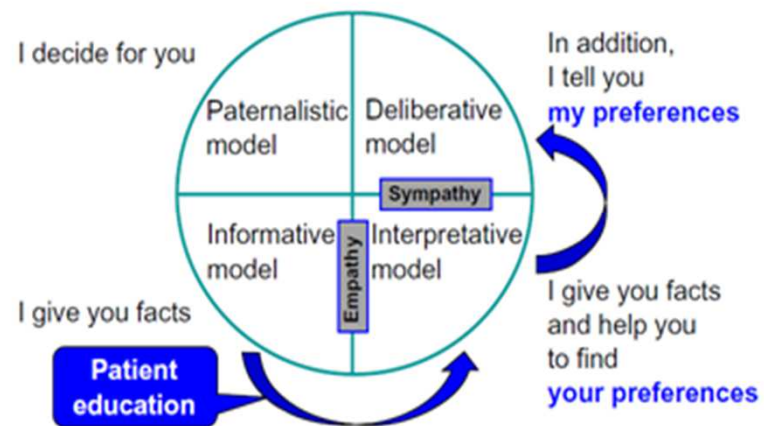 I decide for you
Paternalistic
model
Deliberative
model
In addition,
I tell you
my preferences
Sympathy
Informative
model
Empathy
Interpretative
model
I give you facts
I give you facts
and help you
to find
your preferences
Patient
education